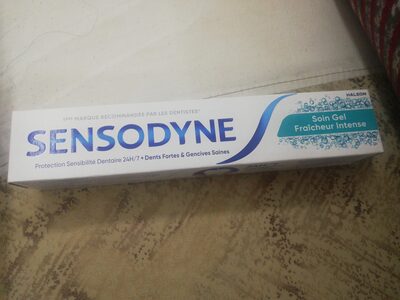 1ÈRE MARQUE RECOMMANDÉE PAR LES DENTISTES*
HALEON
SENSODYNE
Soin Gel
Fraîcheur Intense
Protection Sensibilité Dentaire 24H/7 + Dents Fortes & Gencives Saines